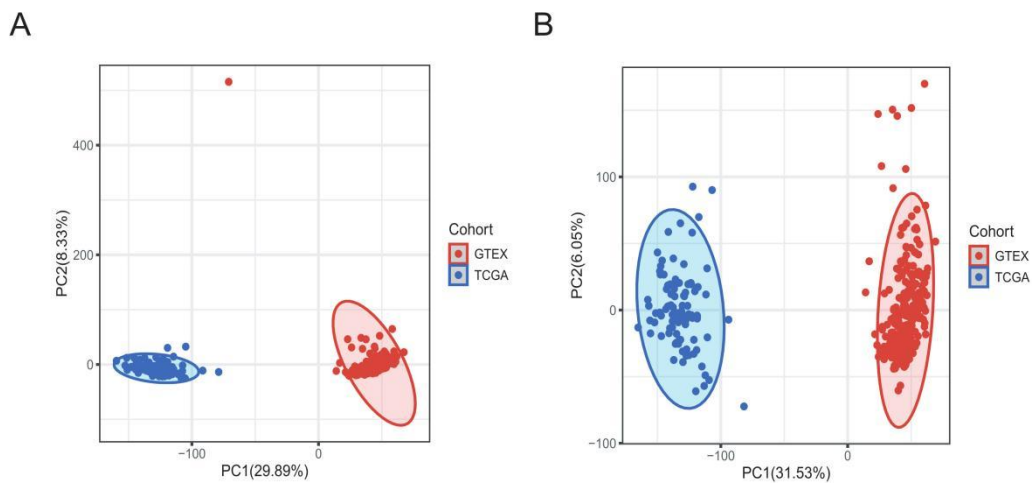 A
400
200
0
−100
0
PC2(8.33%)
PC1(29.89%)
Cohort
GTEX
TCGA
B
100
0
−100
−100
0
PC2(6.05%)
PC1(31.53%)
Cohort
GTEX
TCGA